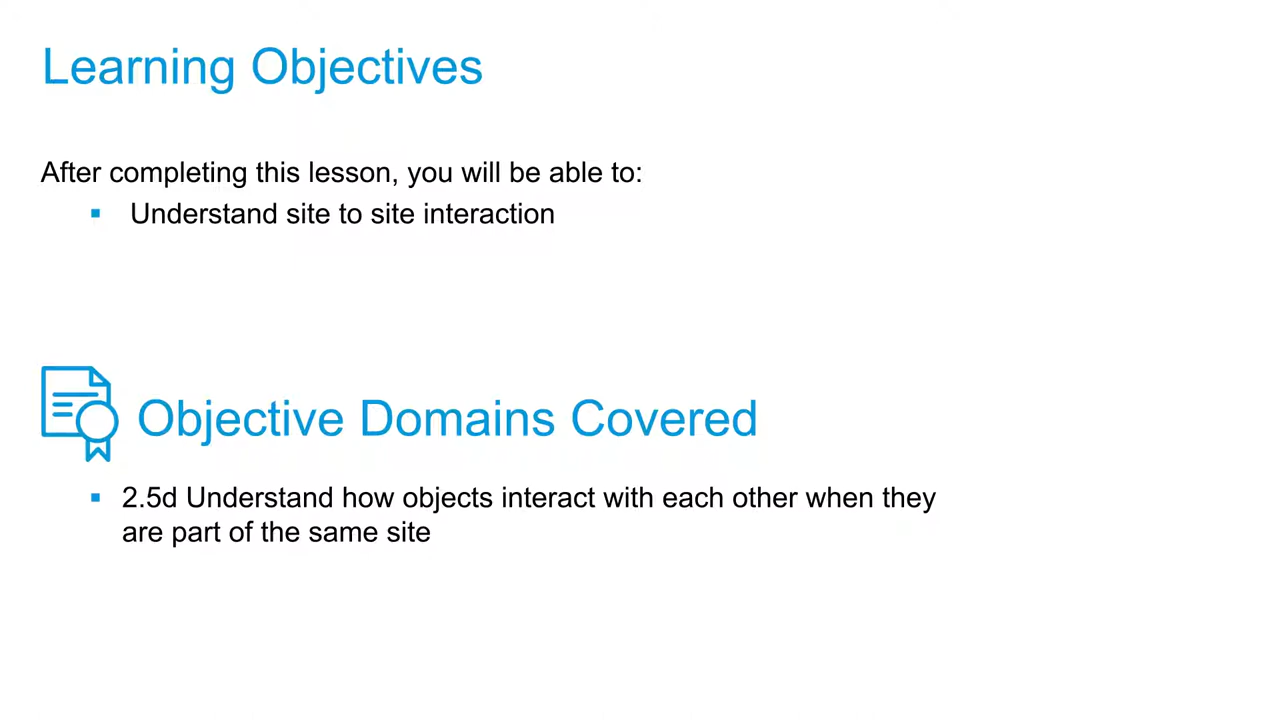 Learning Objectives
After completing this lesson, you will be able to:
▪ Understand site to site interaction
Objective Domains Covered
▪ 2.5d Understand how objects interact with each other when they
are part of the same site